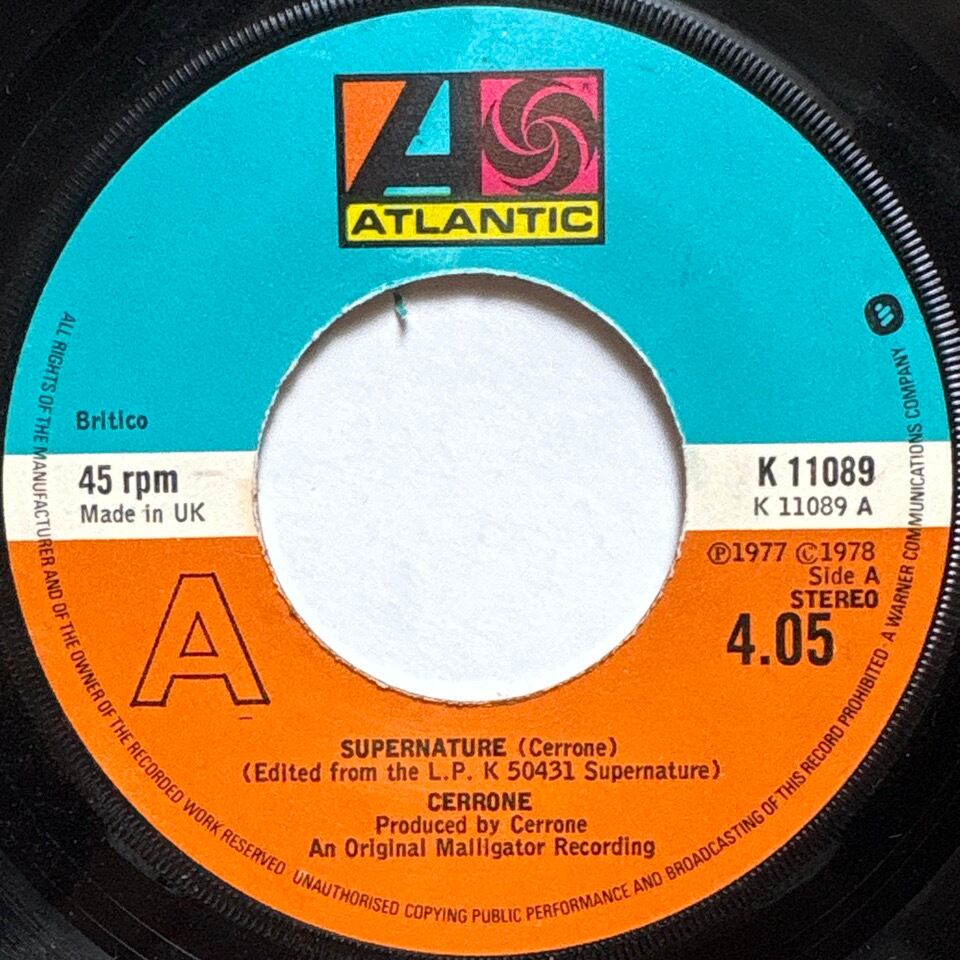 ATLANTIC
Britico
45 rpm
Made in UK
K 11089
K 11089 A
Ⓟ1977 ©1978
Side A
STEREO
4.05
A
SUPERNATURE (Cerrone)
(Edited from the L.P. K 50431 Supernature)
CERRONE
Produced by Cerrone
An Original Malligator Recording
ALL RIGHTS OF THE MANUFACTURER AND OF THE OWNER OF THE RECORDED WORK RESERVED UNAUTHORISED COPYING PUBLIC PERFORMANCE AND BROADCASTING OF THIS RECORD PROHIBITED · A WARNER COMMUNICATIONS COMPANY